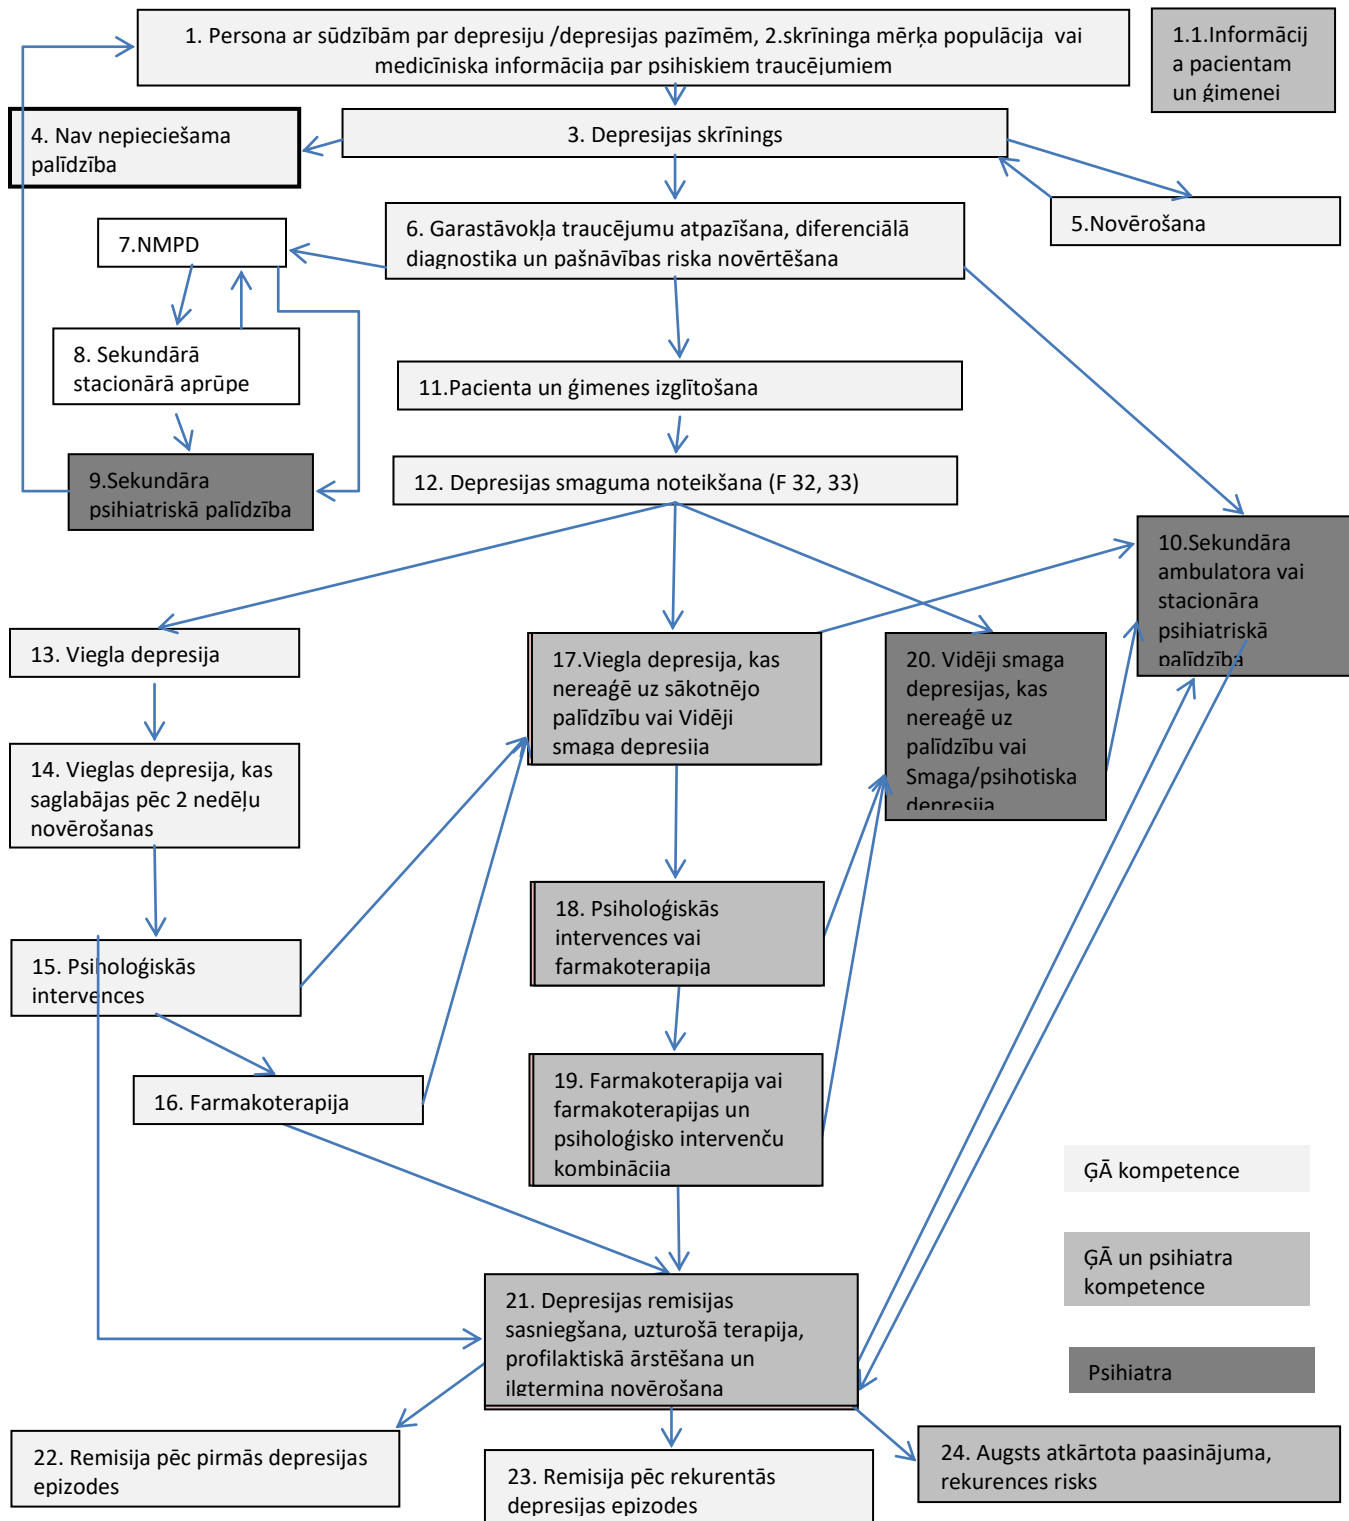 1. Persona ar sūdzībām par depresiju /depresijas pazīmēm, 2.skrīninga mērķa populācija vai
medicīniska informācija par psihiskiem traucējumiem
1.1.Informācij
a pacientam
un ģimenei
3. Depresijas skrīnings
4. Nav nepieciešama
palīdzība
5.Novērošana
6. Garastāvokļa traucējumu atpazīšana, diferenciālā
diagnostika un pašnāvības riska novērtēšana
7.NMPD
8. Sekundārā
stacionārā aprūpe
11.Pacienta un ģimenes izglītošana
9.Sekundāra
psihiatriskā palīdzība
12. Depresijas smaguma noteikšana (F 32, 33)
10.Sekundāra
ambulatora vai
stacionāra
psihiatriskā
palīdzība
13. Viegla depresija
17.Viegla depresija, kas
nereaģē uz sākotnējo
palīdzību vai Vidēji
smaga depresija
20. Vidēji smaga
depresijas, kas
nereaģē uz
palīdzību vai
Smaga/psihotiska
depresija
14. Vieglas depresija, kas
saglabājas pēc 2 nedēļu
novērošanas
18. Psiholoģiskās
intervences vai
farmakoterapija
15. Psiholoģiskās
intervences
16. Farmakoterapija
19. Farmakoterapija vai
farmakoterapijas un
psiholoģisko intervenču
kombinācija
ĢĀ kompetence
ĢĀ un psihiatra
kompetence
Psihiatra
21. Depresijas remisijas
sasniegšana, uzturošā terapija,
profilaktiskā ārstēšana un
ilgtermiņa novērošana
22. Remisija pēc pirmās depresijas
epizodes
23. Remisija pēc rekurentās
depresijas epizodes
24. Augsts atkārtota paasinājuma,
rekurences risks